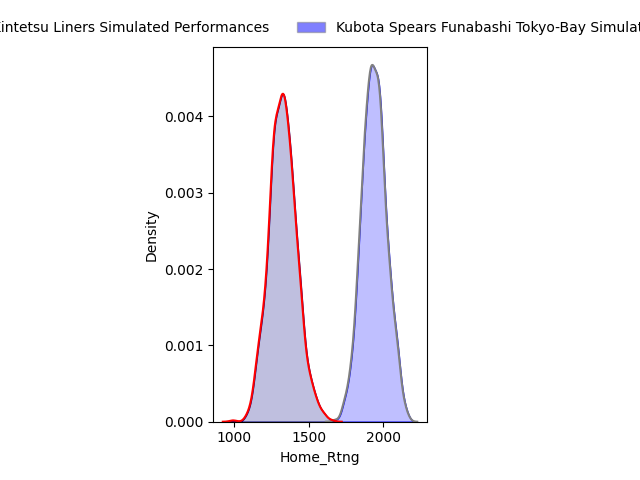 intetsu Liners Simulated Performances Kubota Spears Funabashi Tokyo-Bay Simulat
0.004
0.003
0.002
0.001
0.000
Density
1000 1500 2000
Home_Rtng